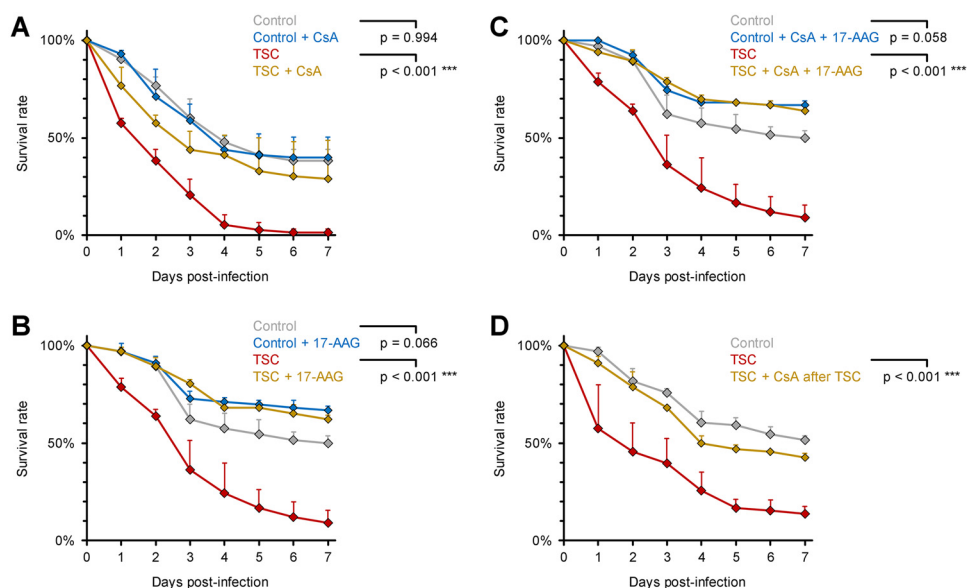 A
Control
Control + CsA
p = 0.994
TSC
TSC + CsA
p < 0.001 ***
100%
50%
0%
Survival rate
0 1 2 3 4 5 6 7
Days post-infection
C
Control
Control + CsA + 17-AAG
p = 0.058
TSC
TSC + CsA + 17-AAG
p < 0.001 ***
100%
50%
0%
Survival rate
0 1 2 3 4 5 6 7
Days post-infection
B
Control
Control + 17-AAG
p = 0.066
TSC
TSC + 17-AAG
p < 0.001 ***
100%
50%
0%
Survival rate
0 1 2 3 4 5 6 7
Days post-infection
D
Control
TSC
TSC + CsA after TSC
p < 0.001 ***
100%
50%
0%
Survival rate
0 1 2 3 4 5 6 7
Days post-infection